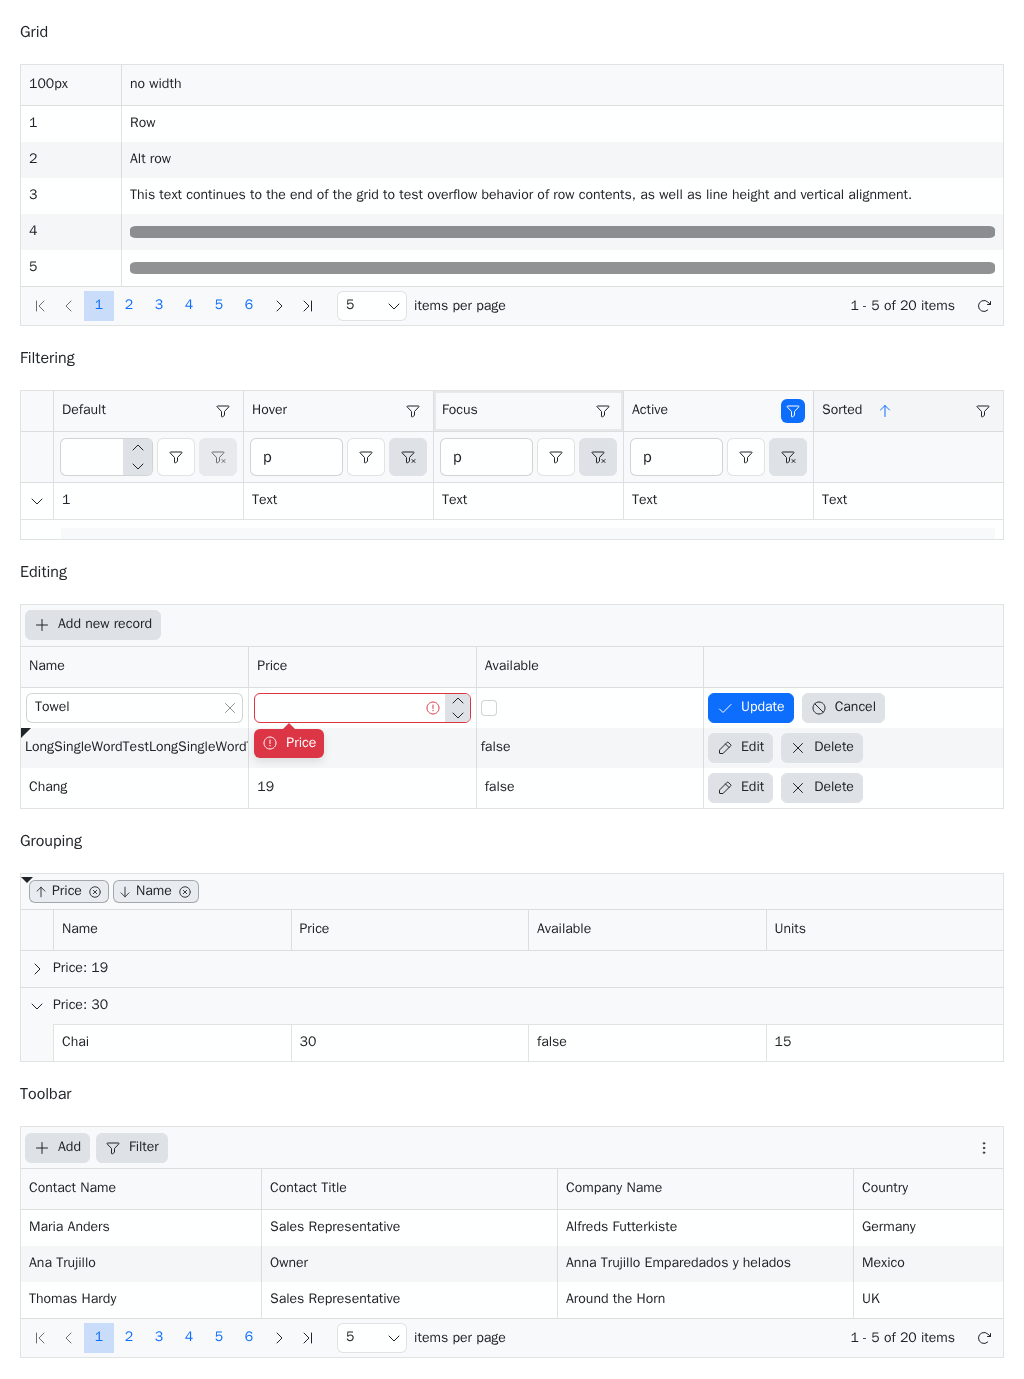 Grid
100px no width
1 Row
2 Alt row
3 This text continues to the end of the grid to test overflow behavior of row contents, as well as line height and vertical alignment.
4
5
1 2 3 4 5 6 5 items per page 1 - 5 of 20 items
Filtering
Default Hover Focus Active Sorted
p p p
1 Text Text Text Text
Editing
Add new record
Name Price Available
Towel Update Cancel
LongSingleWordTestLongSingleWord Price false Edit Delete
Chang 19 false Edit Delete
Grouping
Price Name
Name Price Available Units
Price: 19
Price: 30
Chai 30 false 15
Toolbar
Add Filter
Contact Name Contact Title Company Name Country
Maria Anders Sales Representative Alfreds Futterkiste Germany
Ana Trujillo Owner Anna Trujillo Emparedados y helados Mexico
Thomas Hardy Sales Representative Around the Horn UK
1 2 3 4 5 6 5 items per page 1 - 5 of 20 items